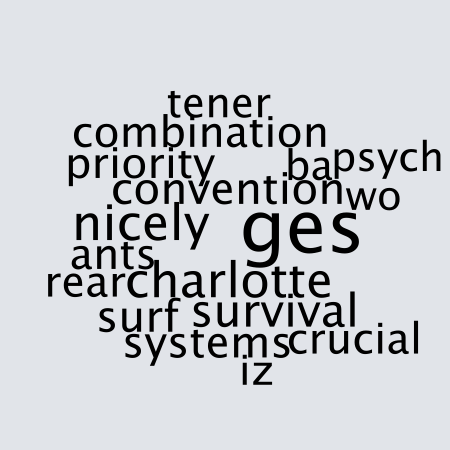 tener
combination
priority ba psych
convention wo
nicely ges
ants
rear charlotte
surf survival
systems crucial
iz